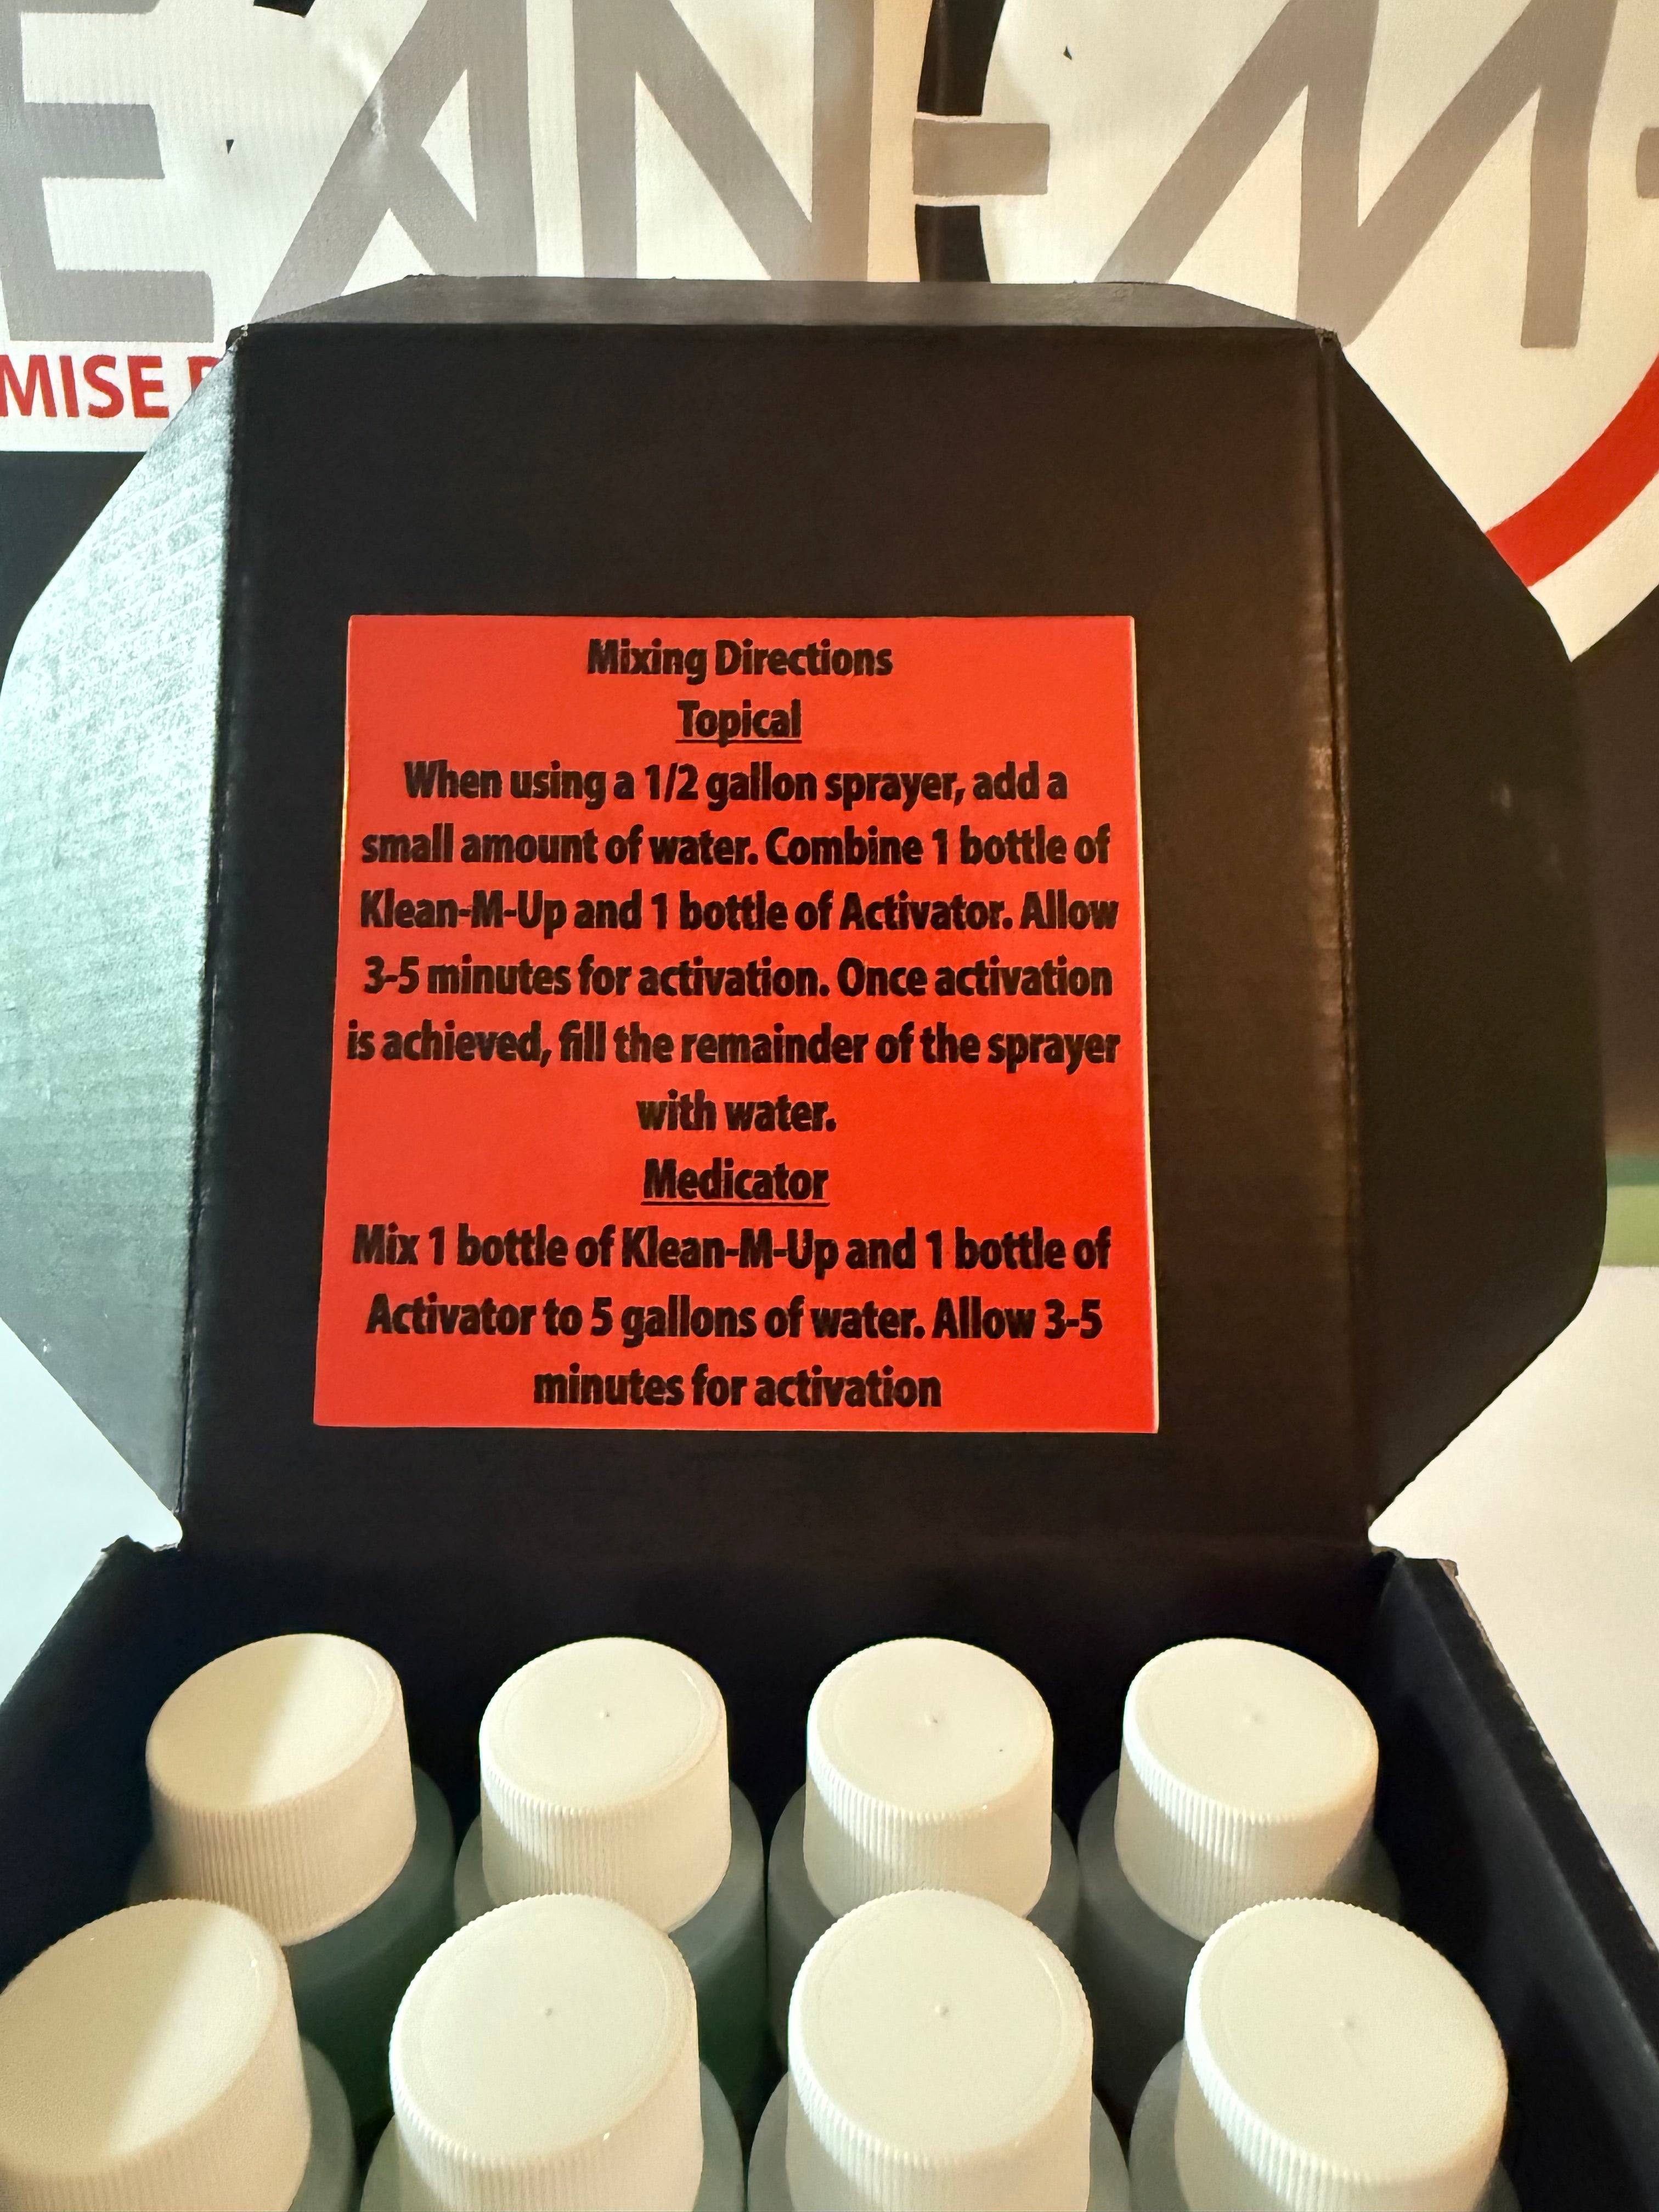 MISE
Mixing Directions
Topical
When using a 1/2 gallon sprayer, add a
small amount of water. Combine 1 bottle of
Klean-M-Up and 1 bottle of Activator. Allow
3-5 minutes for activation. Once activation
is achieved, fill the remainder of the sprayer
with water.
Medicator
Mix 1 bottle of Klean-M-Up and 1 bottle of
Activator to 5 gallons of water. Allow 3-5
minutes for activation